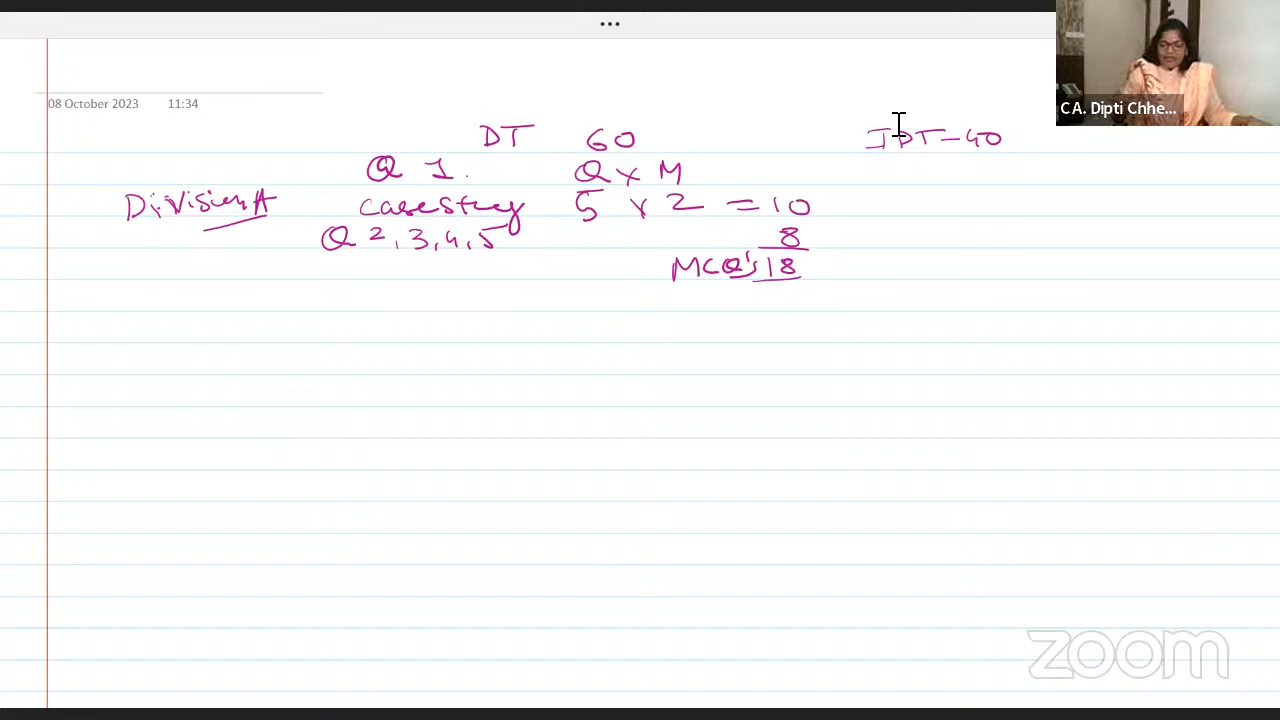 CA. Dipti Chhe...
08 October 2023 11:34
DT 60 IDT-40
Q 1. Q x M
Division A casestudy 5 x 2 = 10
Q 2, 3, 4, 5 8
MCQ's 18
zoom